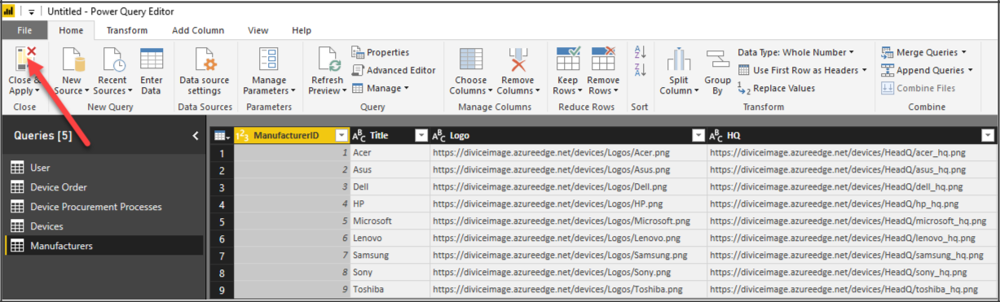 Untitled - Power Query Editor
File Home Transform Add Column View Help
Close & Apply
New Source
Recent Sources
Enter Data
Data source settings
Manage Parameters
Refresh Preview
Properties
Advanced Editor
Manage
Choose Columns
Remove Columns
Keep Rows
Remove Rows
A
Z
Z
A
Split Column
Group By
Data Type: Whole Number
Use First Row as Headers
1
2 Replace Values
Merge Queries
Append Queries
Combine Files
Close New Query Data Sources Parameters Query Manage Columns Reduce Rows Sort Transform Combine
Queries [5]
User
Device Order
Device Procurement Processes
Devices
Manufacturers
123 ManufacturerID ABC Title ABC Logo ABC HQ
1 1 Acer https://diviceimage.azureedge.net/devices/Logos/Acer.png https://diviceimage.azureedge.net/devices/HeadQ/acer_hq.png
2 2 Asus https://diviceimage.azureedge.net/devices/Logos/Asus.png https://diviceimage.azureedge.net/devices/HeadQ/asus_hq.png
3 3 Dell https://diviceimage.azureedge.net/devices/Logos/Dell.png https://diviceimage.azureedge.net/devices/HeadQ/dell_hq.png
4 4 HP https://diviceimage.azureedge.net/devices/Logos/HP.png https://diviceimage.azureedge.net/devices/HeadQ/hp_hq.png
5 5 Microsoft https://diviceimage.azureedge.net/devices/Logos/Microsoft.png https://diviceimage.azureedge.net/devices/HeadQ/microsoft_hq.png
6 6 Lenovo https://diviceimage.azureedge.net/devices/Logos/Lenovo.png https://diviceimage.azureedge.net/devices/HeadQ/lenovo_hq.png
7 7 Samsung https://diviceimage.azureedge.net/devices/Logos/Samsung.png https://diviceimage.azureedge.net/devices/HeadQ/samsung_hq.png
8 8 Sony https://diviceimage.azureedge.net/devices/Logos/Sony.png https://diviceimage.azureedge.net/devices/HeadQ/sony_hq.png
9 9 Toshiba https://diviceimage.azureedge.net/devices/Logos/Toshiba.png https://diviceimage.azureedge.net/devices/HeadQ/toshiba_hq.png